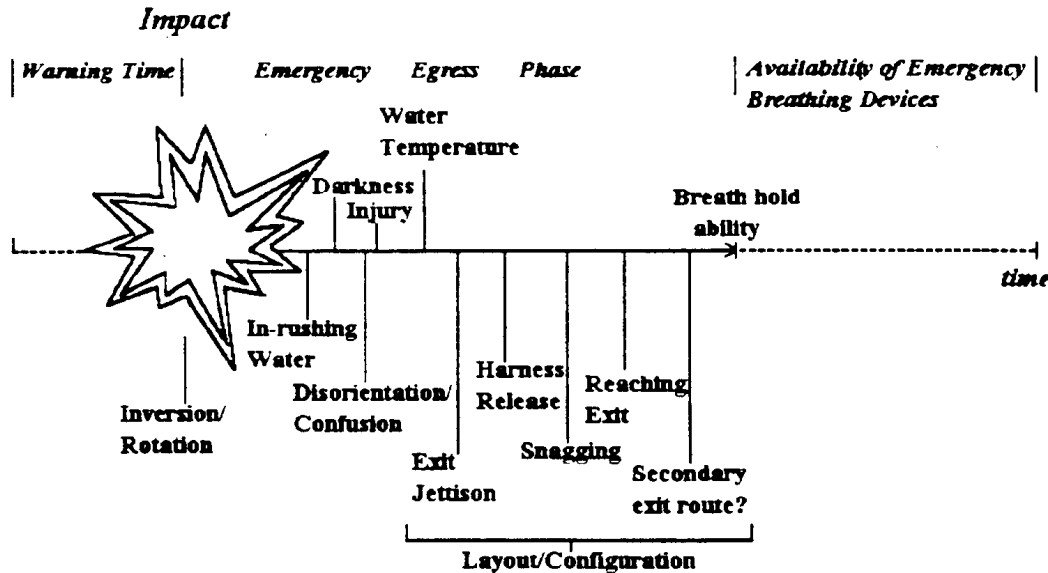 Impact
Warning Time
Emergency Egress Phase
Availability of Emergency
Breathing Devices
Water
Temperature
Darkness
Injury
Breath hold
ability
time
In-rushing
Water
Disorientation/
Confusion
Harness
Release
Reaching
Exit
Inversion/
Rotation
Snagging
Exit
Jettison
Secondary
exit route?
Layout/Configuration